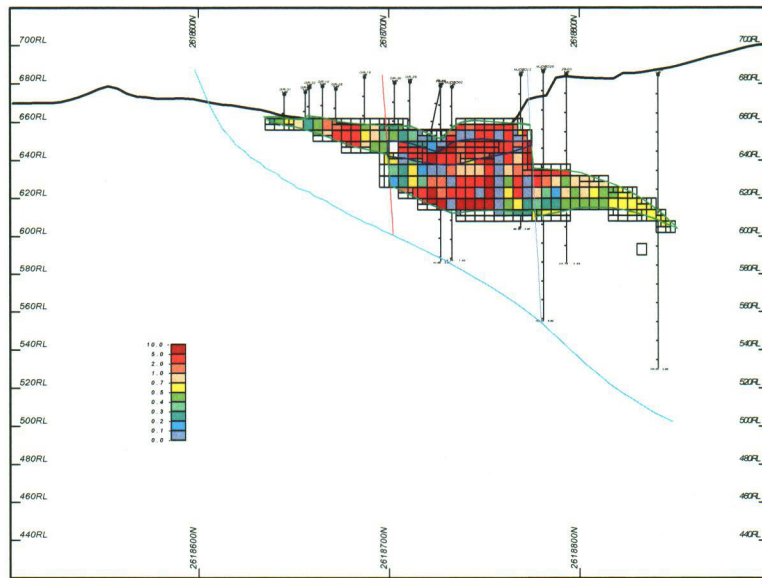 2618600N
2618700N
2618800N
700RL
700RL
680RL
680RL
660RL
660RL
640RL
640RL
620RL
620RL
600RL
600RL
580RL
580RL
560RL
560RL
540RL
540RL
10.0
5.0
2.0
1.0
0.7
0.5
0.4
0.3
0.2
0.1
0.0
520RL
520RL
500RL
500RL
480RL
480RL
460RL
460RL
440RL
440RL
2618600N
2618700N
2618800N